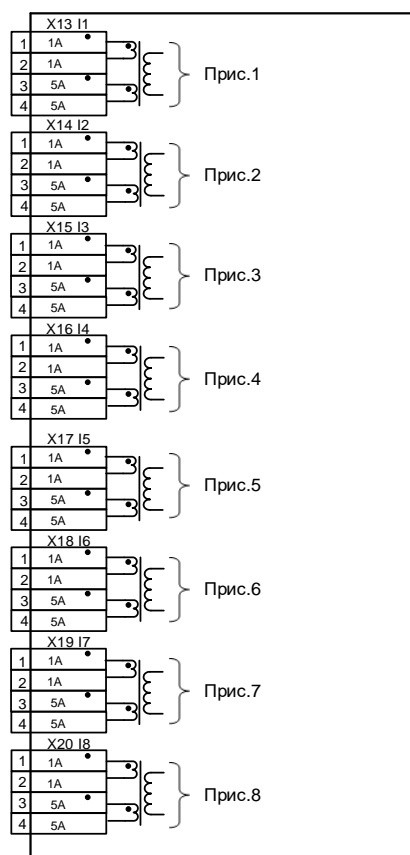 X13 I1
1 1A
2 1A
3 5A
4 5A
Прис.1
X14 I2
1 1A
2 1A
3 5A
4 5A
Прис.2
X15 I3
1 1A
2 1A
3 5A
4 5A
Прис.3
X16 I4
1 1A
2 1A
3 5A
4 5A
Прис.4
X17 I5
1 1A
2 1A
3 5A
4 5A
Прис.5
X18 I6
1 1A
2 1A
3 5A
4 5A
Прис.6
X19 I7
1 1A
2 1A
3 5A
4 5A
Прис.7
X20 I8
1 1A
2 1A
3 5A
4 5A
Прис.8